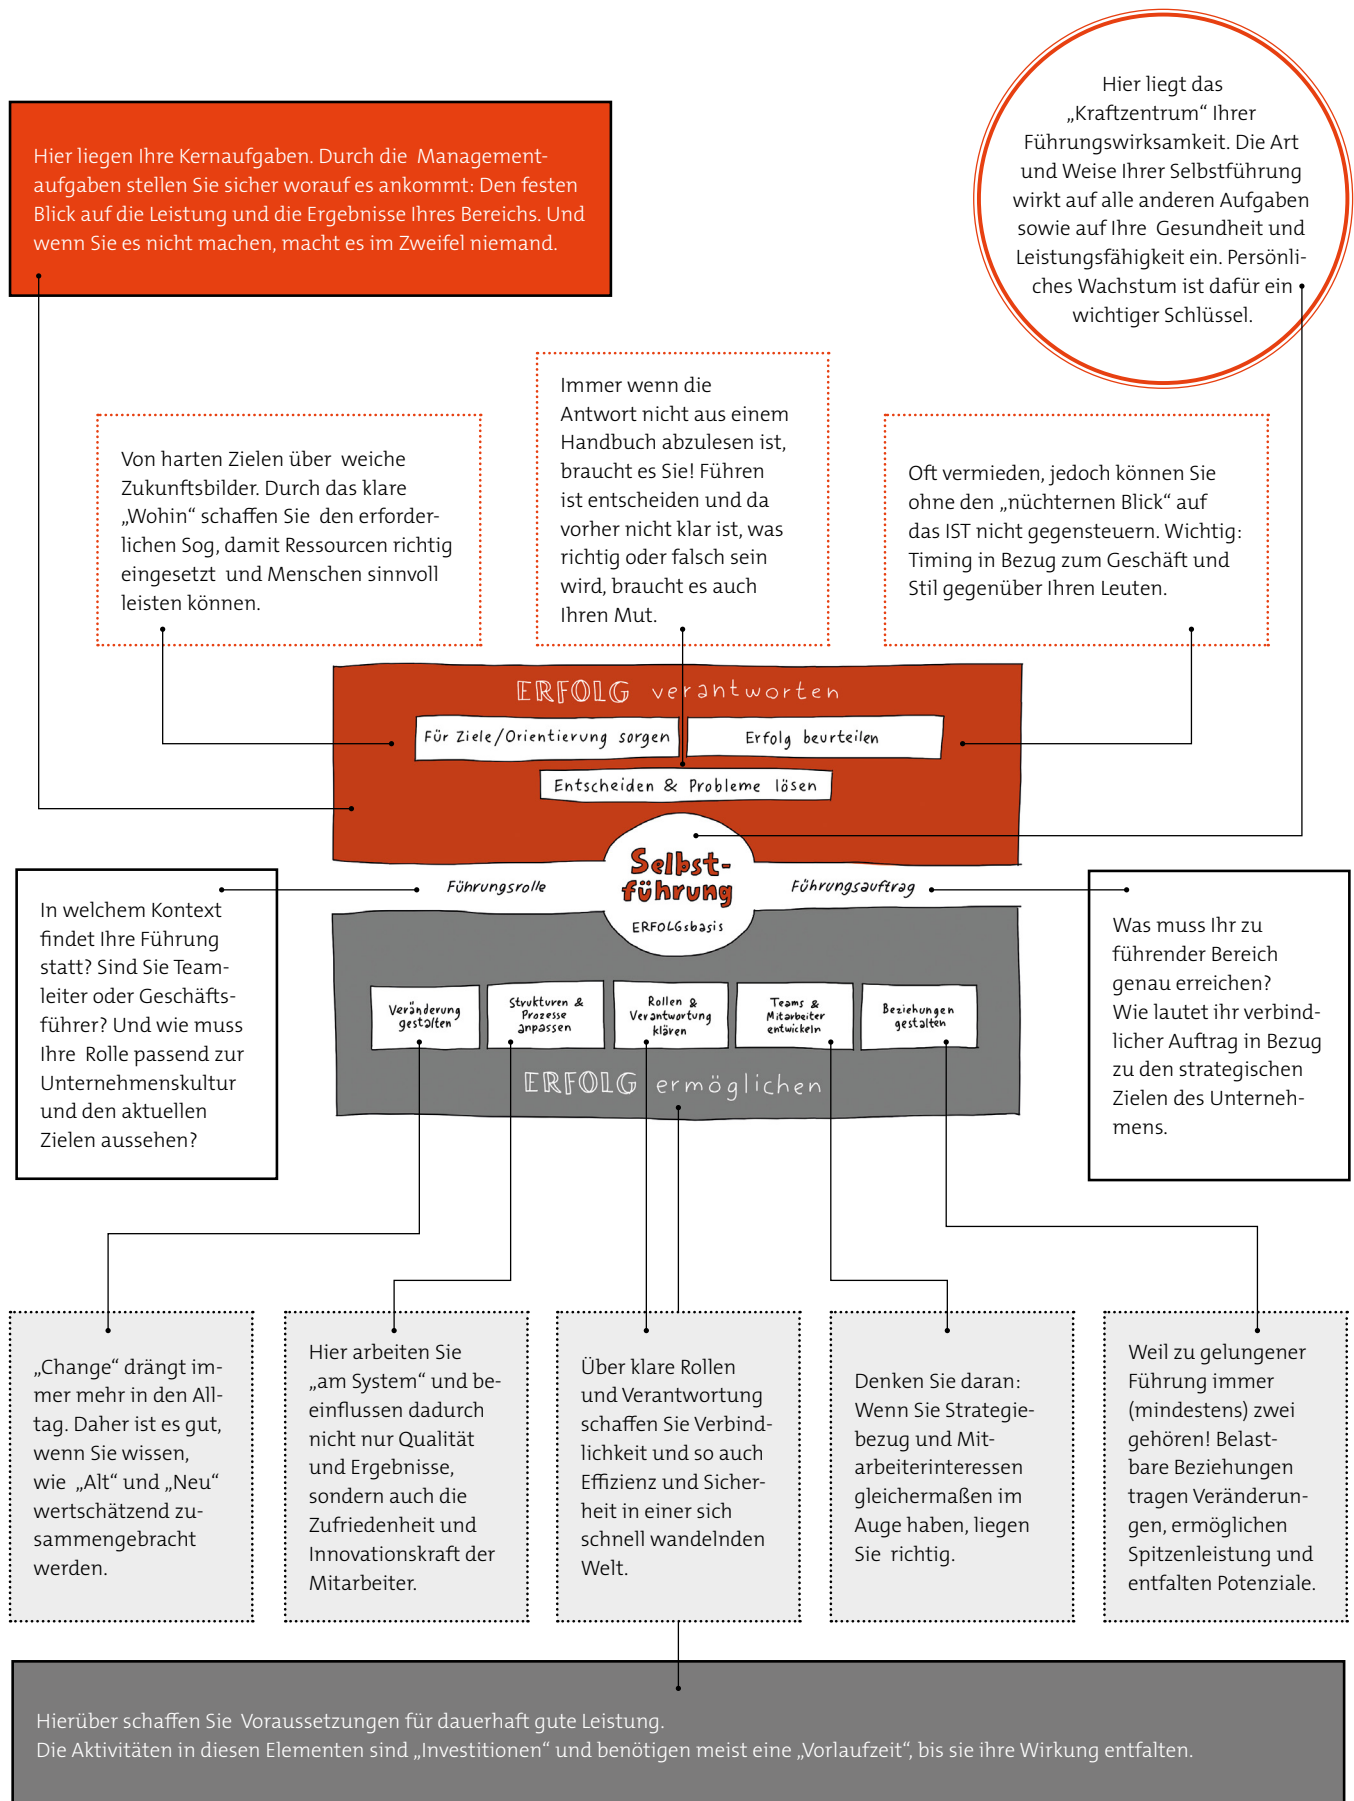 Hier liegt das
„Kraftzentrum“ Ihrer
Führungswirksamkeit. Die Art
und Weise Ihrer Selbstführung
wirkt auf alle anderen Aufgaben
sowie auf Ihre Gesundheit und
Leistungsfähigkeit ein. Persönli-
ches Wachstum ist dafür ein
wichtiger Schlüssel.
Hier liegen Ihre Kernaufgaben. Durch die Management-
aufgaben stellen Sie sicher worauf es ankommt: Den festen
Blick auf die Leistung und die Ergebnisse Ihres Bereichs. Und
wenn Sie es nicht machen, macht es im Zweifel niemand.
Von harten Zielen über weiche
Zukunftsbilder. Durch das klare
„Wohin“ schaffen Sie den erforder-
lichen Sog, damit Ressourcen richtig
eingesetzt und Menschen sinnvoll
leisten können.
Immer wenn die
Antwort nicht aus einem
Handbuch abzulesen ist,
braucht es Sie! Führen
ist entscheiden und da
vorher nicht klar ist, was
richtig oder falsch sein
wird, braucht es auch
Ihren Mut.
Oft vermieden, jedoch können Sie
ohne den „nüchternen Blick“ auf
das IST nicht gegensteuern. Wichtig:
Timing in Bezug zum Geschäft und
Stil gegenüber Ihren Leuten.
ERFOLG verantworten
Für Ziele/Orientierung sorgen
Erfolg beurteilen
Entscheiden & Probleme lösen
Selbst-
führung
ERFOLGsbasis
Führungsrolle
Führungsauftrag
In welchem Kontext
findet Ihre Führung
statt? Sind Sie Team-
leiter oder Geschäfts-
führer? Und wie muss
Ihre Rolle passend zur
Unternehmenskultur
und den aktuellen
Zielen aussehen?
Was muss Ihr zu
führender Bereich
genau erreichen?
Wie lautet ihr verbind-
licher Auftrag in Bezug
zu den strategischen
Zielen des Unterneh-
mens.
Veränderung
gestalten
Strukturen &
Prozesse
anpassen
Rollen &
Verantwortung
klären
Teams &
Mitarbeiter
entwickeln
Beziehungen
gestalten
ERFOLG ermöglichen
„Change“ drängt im-
mer mehr in den All-
tag. Daher ist es gut,
wenn Sie wissen,
wie „Alt“ und „Neu“
wertschätzend zu-
sammengebracht
werden.
Hier arbeiten Sie
„am System“ und be-
einflussen dadurch
nicht nur Qualität
und Ergebnisse,
sondern auch die
Zufriedenheit und
Innovationskraft der
Mitarbeiter.
Über klare Rollen
und Verantwortung
schaffen Sie Verbind-
lichkeit und so auch
Effizienz und Sicher-
heit in einer sich
schnell wandelnden
Welt.
Denken Sie daran:
Wenn Sie Strategie-
bezug und Mit-
arbeiterinteressen
gleichermaßen im
Auge haben, liegen
Sie richtig.
Weil zu gelungener
Führung immer
(mindestens) zwei
gehören! Belast-
bare Beziehungen
tragen Veränderun-
gen, ermöglichen
Spitzenleistung und
entfalten Potenziale.
Hierüber schaffen Sie Voraussetzungen für dauerhaft gute Leistung.
Die Aktivitäten in diesen Elementen sind „Investitionen“ und benötigen meist eine „Vorlaufzeit“, bis sie ihre Wirkung entfalten.